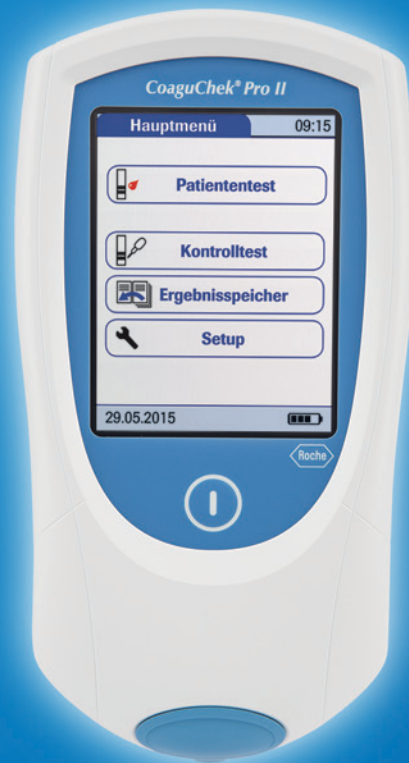 CoaguChek® Pro II
Hauptmenü 09:15
Patiententest
Kontrolltest
Ergebnisspeicher
Setup
29.05.2015
Roche